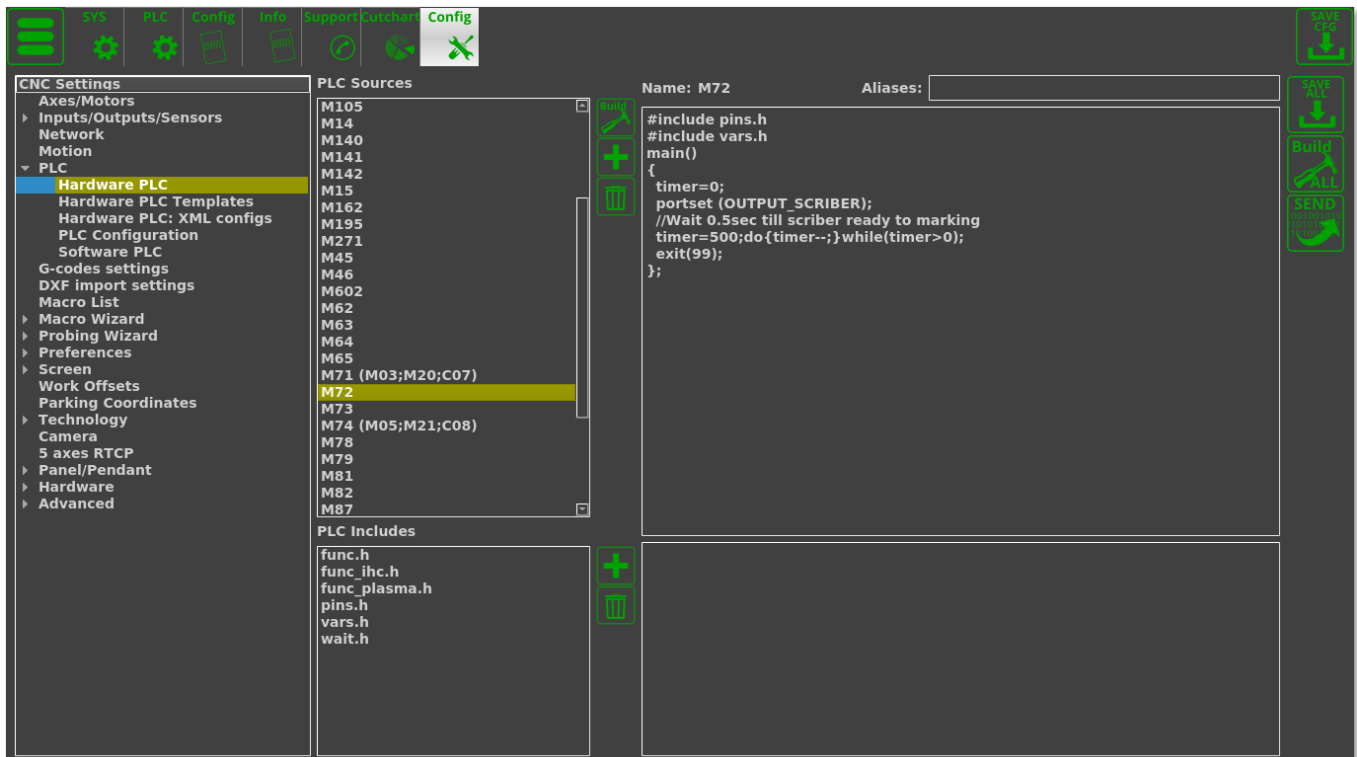 SYS
PLC
Config
Info
Support
Cutchart
Config
SAVE
CFG
CNC Settings
Axes/Motors
Inputs/Outputs/Sensors
Network
Motion
PLC
Hardware PLC
Hardware PLC Templates
Hardware PLC: XML configs
PLC Configuration
Software PLC
G-codes settings
DXF import settings
Macro List
Macro Wizard
Probing Wizard
Preferences
Screen
Work Offsets
Parking Coordinates
Technology
Camera
5 axes RTCP
Panel/Pendant
Hardware
Advanced
PLC Sources
M105
M14
M140
M141
M142
M15
M162
M195
M271
M45
M46
M602
M62
M63
M64
M65
M71 (M03;M20;C07)
M72
M73
M74 (M05;M21;C08)
M78
M79
M81
M82
M87
Build
PLC Includes
func.h
func_ihc.h
func_plasma.h
pins.h
vars.h
wait.h
Name: M72
Aliases:
#include pins.h
#include vars.h
main()
{
timer=0;
portset (OUTPUT_SCRIBER);
//Wait 0.5sec till scriber ready to marking
timer=500;do{timer--;}while(timer>0);
exit(99);
};
SAVE
ALL
Build
ALL
SEND